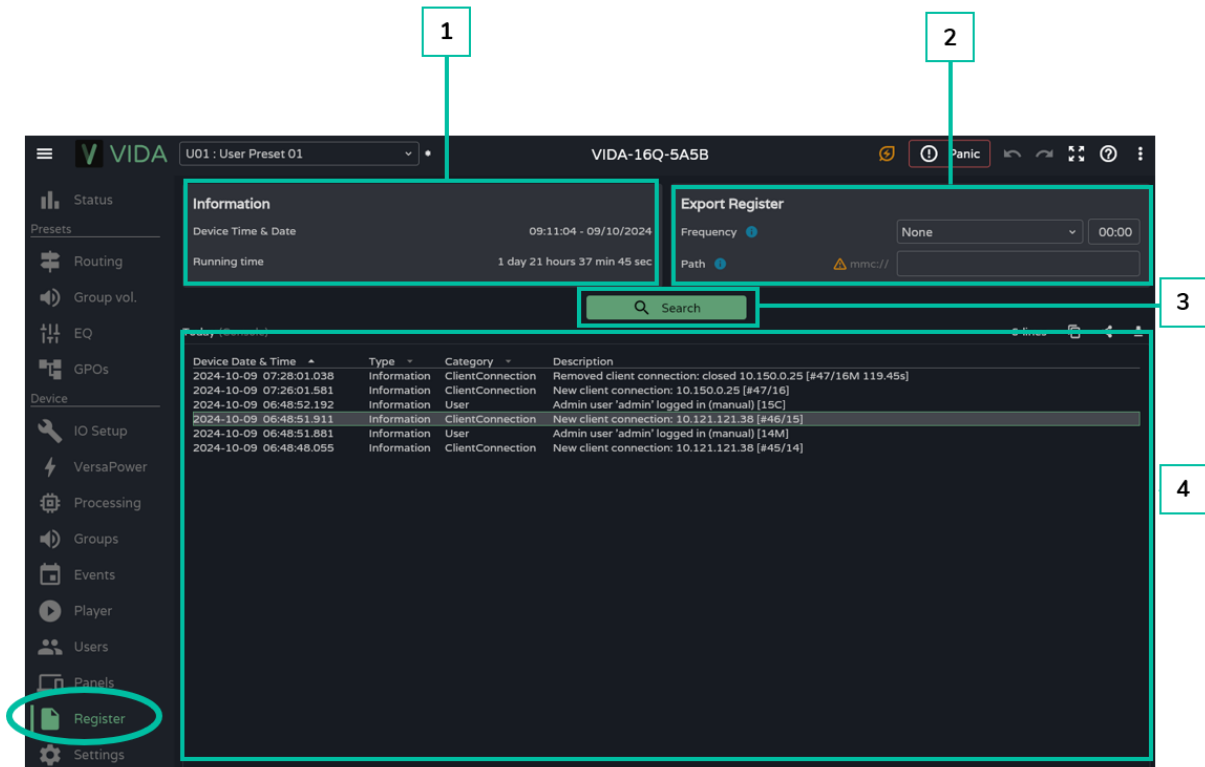 1
2
VIDA
U01 : User Preset 01
VIDA-16Q-5A5B
Panic
Status
Presets
Routing
Group vol.
EQ
GPOs
Device
IO Setup
VersaPower
Processing
Groups
Events
Player
Users
Panels
Register
Settings
Information
Device Time & Date 09:11:04 - 09/10/2024
Running time 1 day 21 hours 37 min 45 sec
Export Register
Frequency None 00:00
Path mmc://
Search
3
Today (Console) lines
Device Date & Time Type Category Description
2024-10-09 07:28:01.038 Information ClientConnection Removed client connection: closed 10.150.0.25 [#47/16M 119.45s]
2024-10-09 07:26:01.581 Information ClientConnection New client connection: 10.150.0.25 [#47/16]
2024-10-09 06:48:52.192 Information User Admin user 'admin' logged in (manual) [15C]
2024-10-09 06:48:51.911 Information ClientConnection New client connection: 10.121.121.38 [#46/15]
2024-10-09 06:48:51.881 Information User Admin user 'admin' logged in (manual) [14M]
2024-10-09 06:48:48.055 Information ClientConnection New client connection: 10.121.121.38 [#45/14]
4